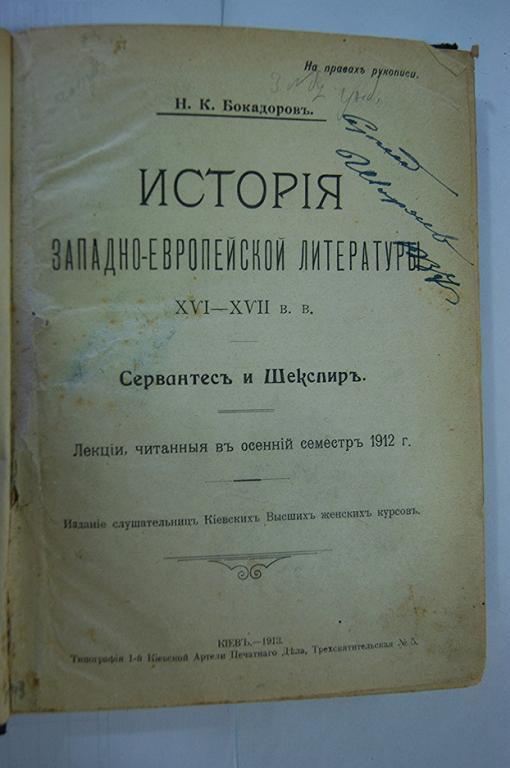 На правахъ рукописи.
Н. К. Бокадоровъ.
ИСТОРІЯ
ЗАПАДНО-ЕВРОПЕЙСКОЙ ЛИТЕРАТУРЫ
XVI—XVII в. в.
Сервантесъ и Шекспиръ.
Лекціи, читанныя въ осенній семестръ 1912 г.
Изданіе слушательницъ Кіевскихъ Высшихъ женскихъ курсовъ.
КІЕВЪ.—1913.
Типографія 1-й Кіевской Артели Печатнаго Дѣла, Трехсвятительская № 5.